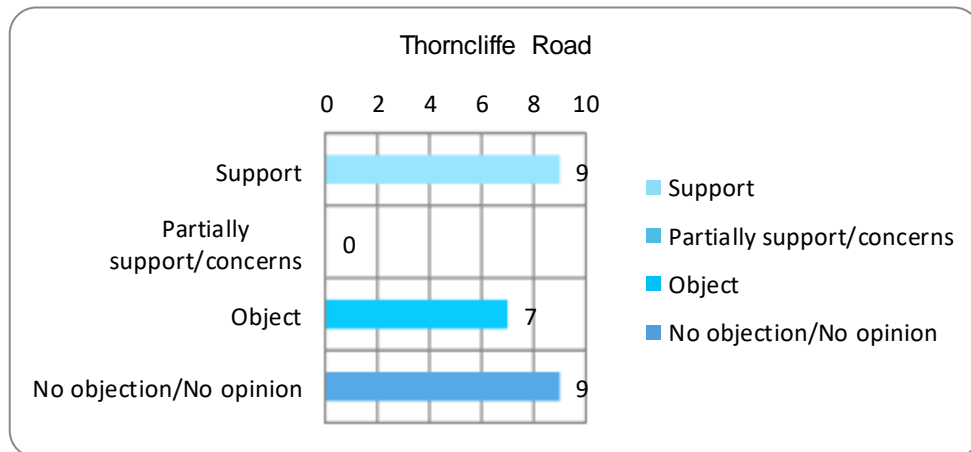 Thorncliffe Road
0 2 4 6 8 10
Support 9
Partially
support/concerns 0
Object 7
No objection/No opinion 9
Support
Partially support/concerns
Object
No objection/No opinion